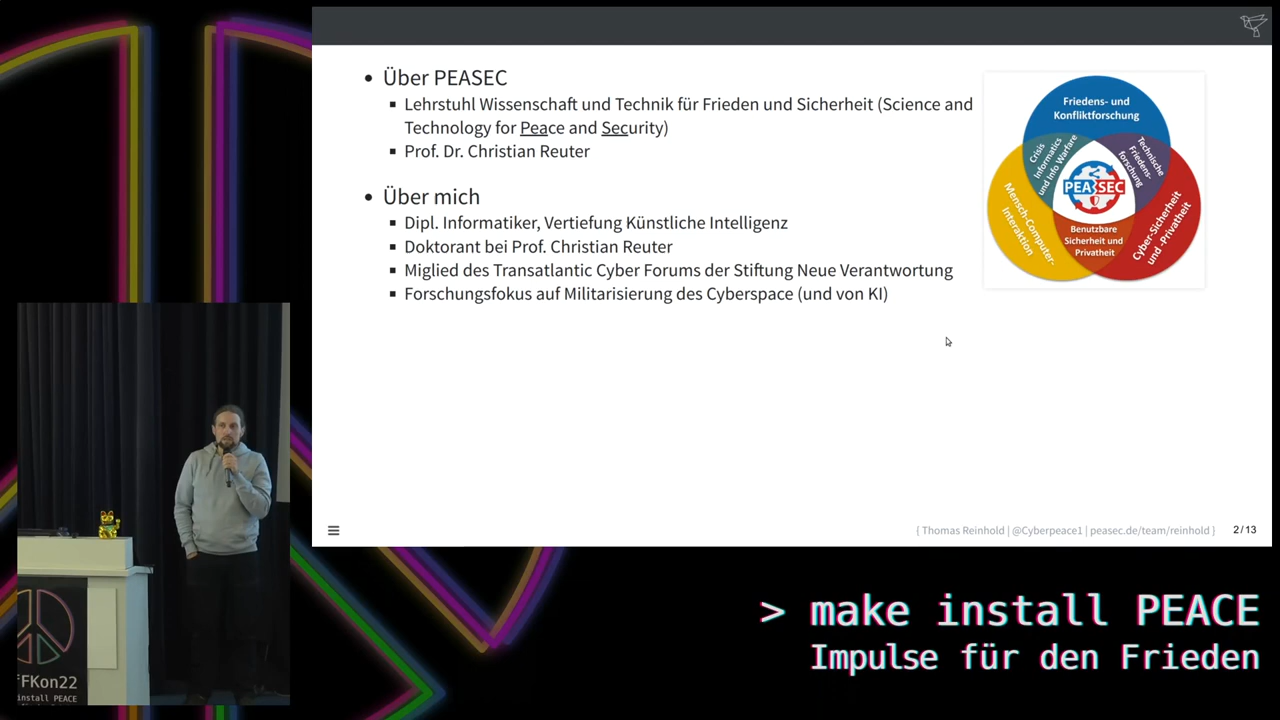 Über PEASEC
Lehrstuhl Wissenschaft und Technik für Frieden und Sicherheit (Science and
Technology for Peace and Security)
Prof. Dr. Christian Reuter
Über mich
Dipl. Informatiker, Vertiefung Künstliche Intelligenz
Doktorant bei Prof. Christian Reuter
Miglied des Transatlantic Cyber Forums der Stiftung Neue Verantwortung
Forschungsfokus auf Militarisierung des Cyberspace (und von KI)
Friedens- und
Konfliktforschung
Crisis
Informatics
und Info Warfare
Technische
Friedens-
forschung
PEASEC
Mensch-Computer-
Interaktion
Benutzbare
Sicherheit und
Privatheit
Cyber-Sicherheit
und -Privatheit
{ Thomas Reinhold | @Cyberpeace1 | peasec.de/team/reinhold }
2/13
FFKon22
install PEACE
> make install PEACE
Impulse für den Frieden